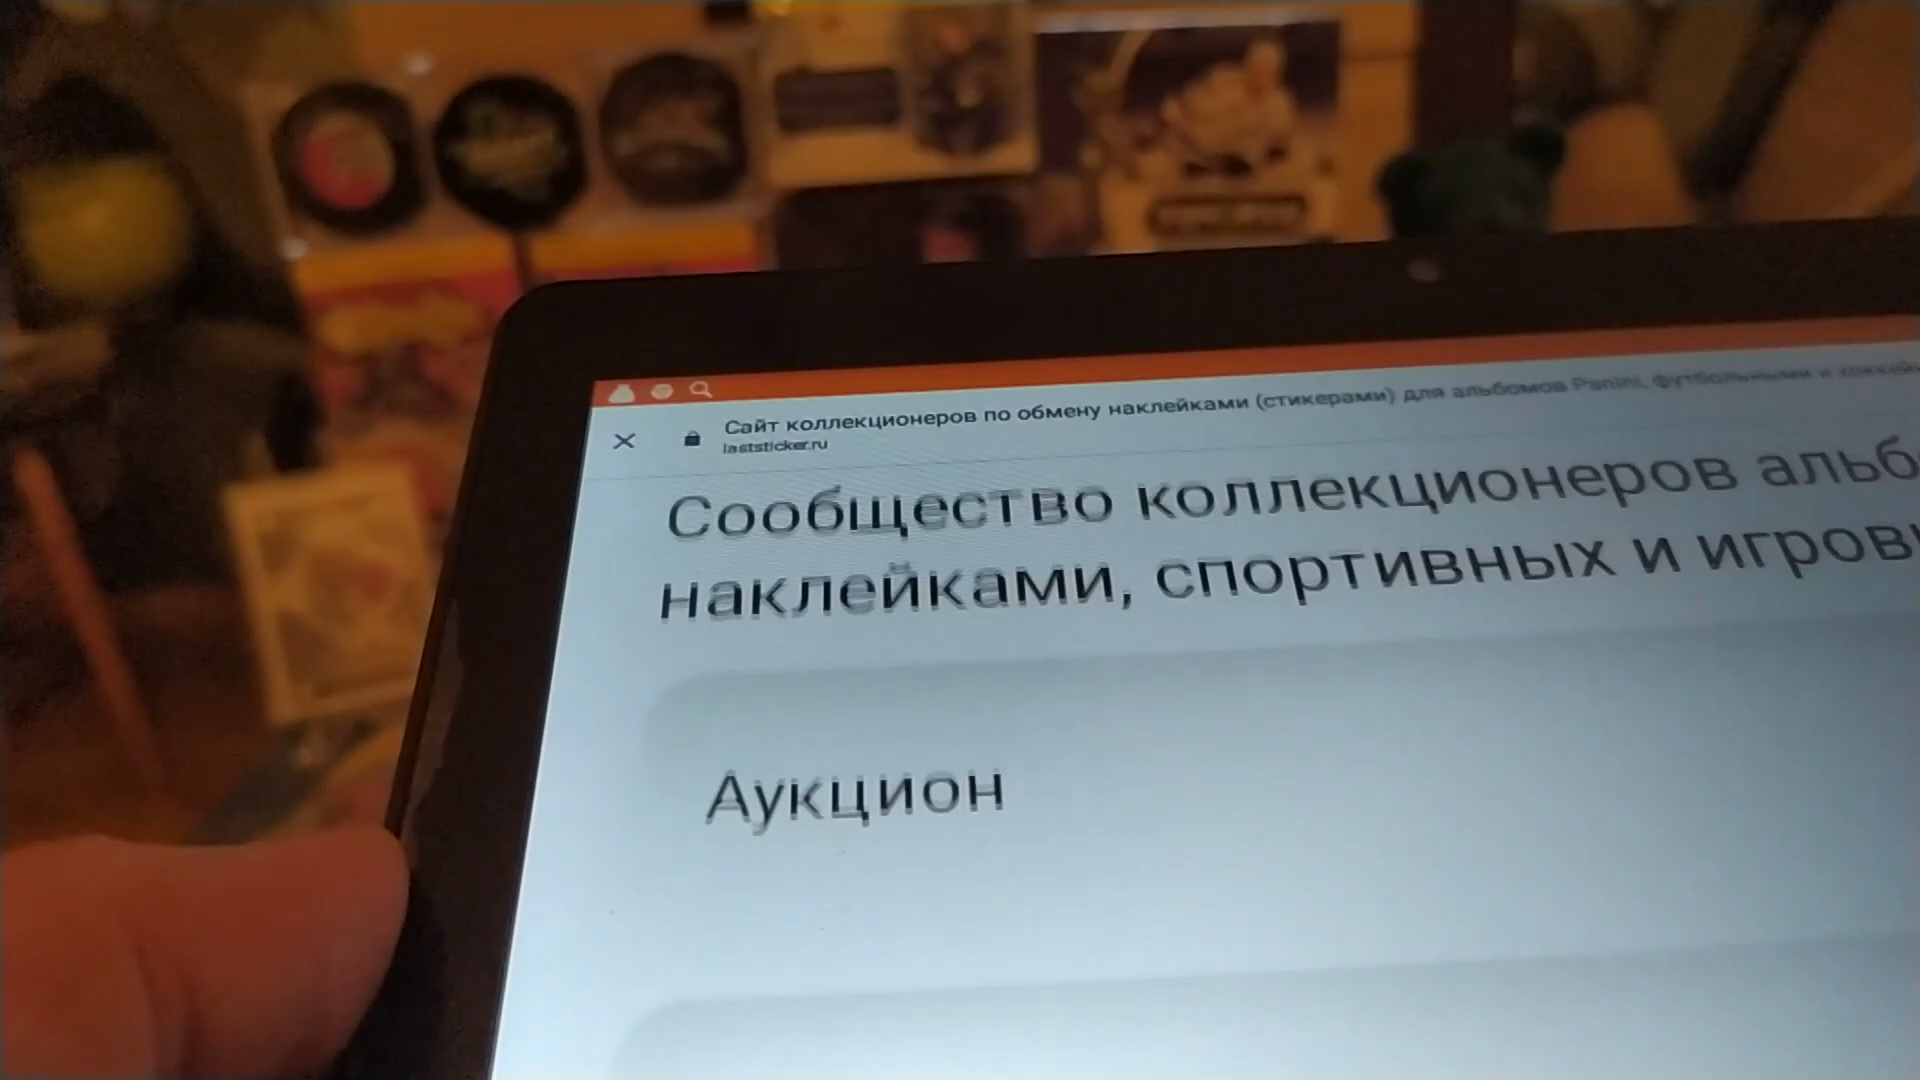 Сайт коллекционеров по обмену наклейками (стикерами) для альбомов Panini, футбольными и
laststicker.ru
Сообщество коллекционеров
наклейками, спортивных и
Аукцион